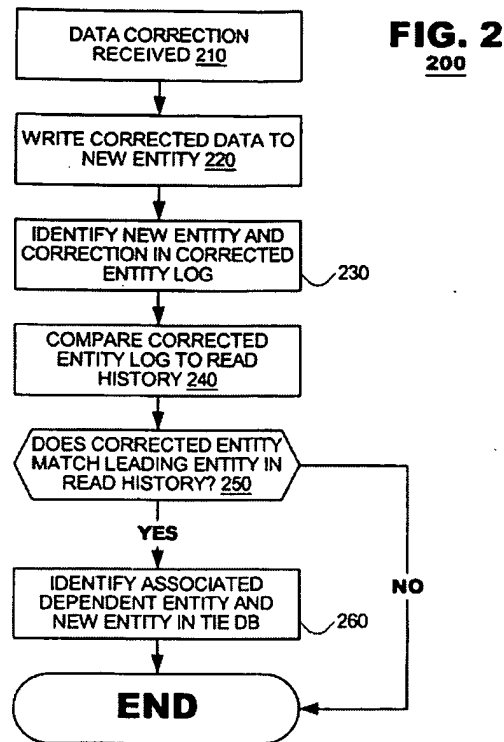 FIG. 2
200
DATA CORRECTION
RECEIVED 210
WRITE CORRECTED DATA TO
NEW ENTITY 220
IDENTIFY NEW ENTITY AND
CORRECTION IN CORRECTED
ENTITY LOG
230
COMPARE CORRECTED
ENTITY LOG TO READ
HISTORY 240
DOES CORRECTED ENTITY
MATCH LEADING ENTITY IN
READ HISTORY? 250
YES
NO
IDENTIFY ASSOCIATED
DEPENDENT ENTITY AND
NEW ENTITY IN TIE DB
260
END